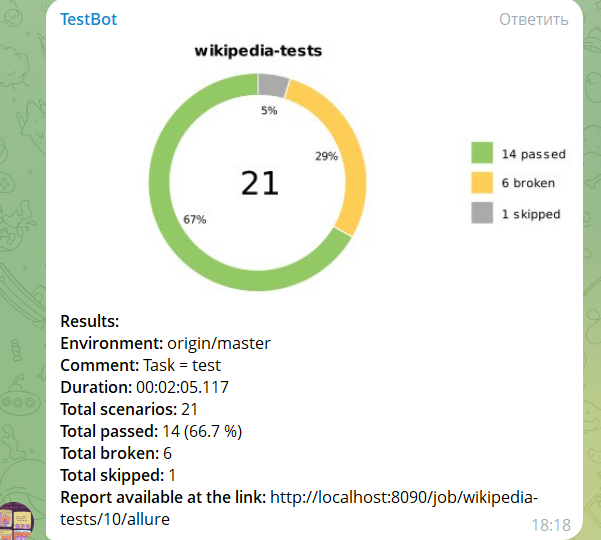 TestBot
Ответить
wikipedia-tests
5%
29%
21
67%
14 passed
6 broken
1 skipped
Results:
Environment: origin/master
Comment: Task = test
Duration: 00:02:05.117
Total scenarios: 21
Total passed: 14 (66.7 %)
Total broken: 6
Total skipped: 1
Report available at the link: http://localhost:8090/job/wikipedia-
tests/10/allure
18:18